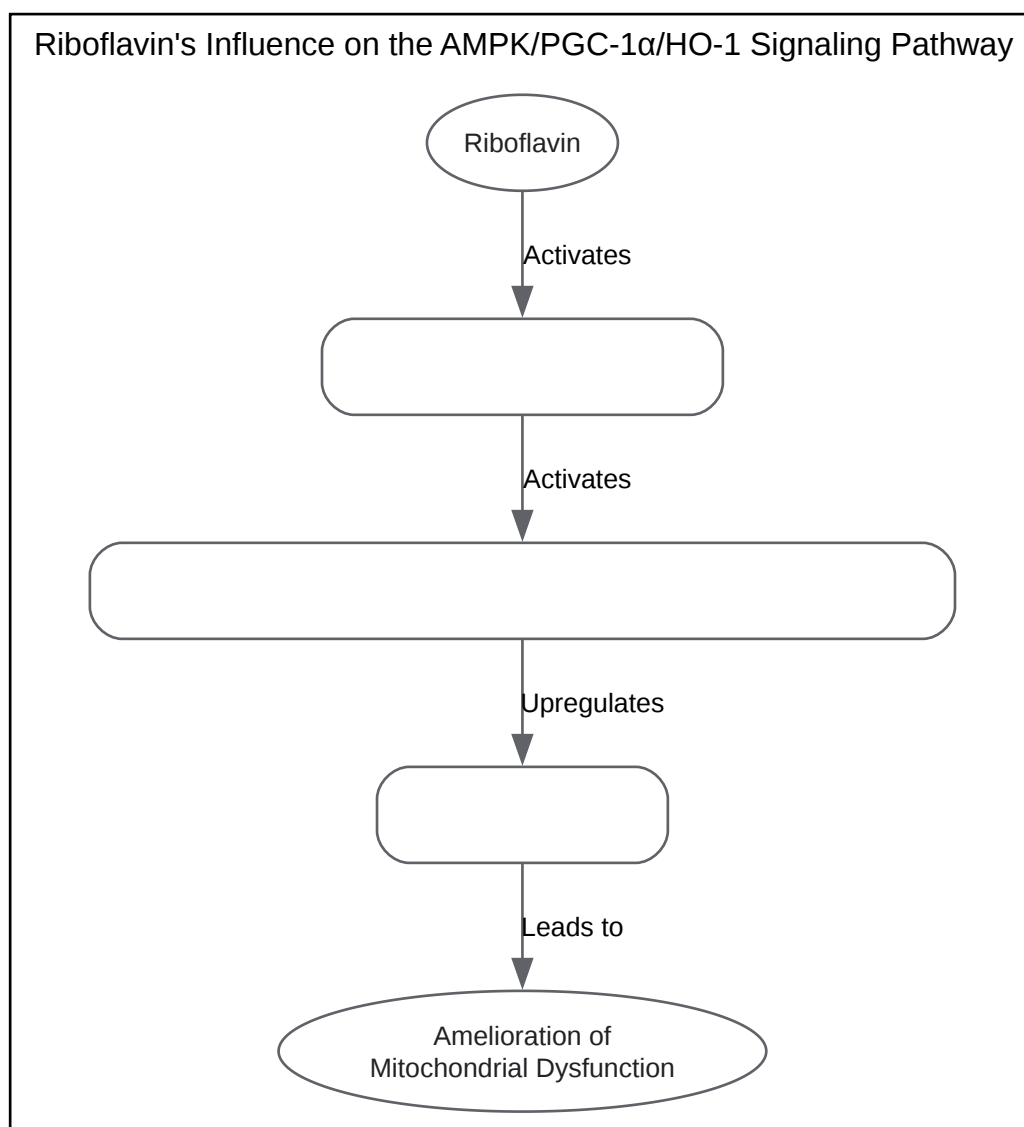 Riboflavin's Influence on the AMPK/PGC-1α/HO-1 Signaling Pathway
Riboflavin
Activates
Activates
Upregulates
Leads to
Amelioration of
Mitochondrial Dysfunction